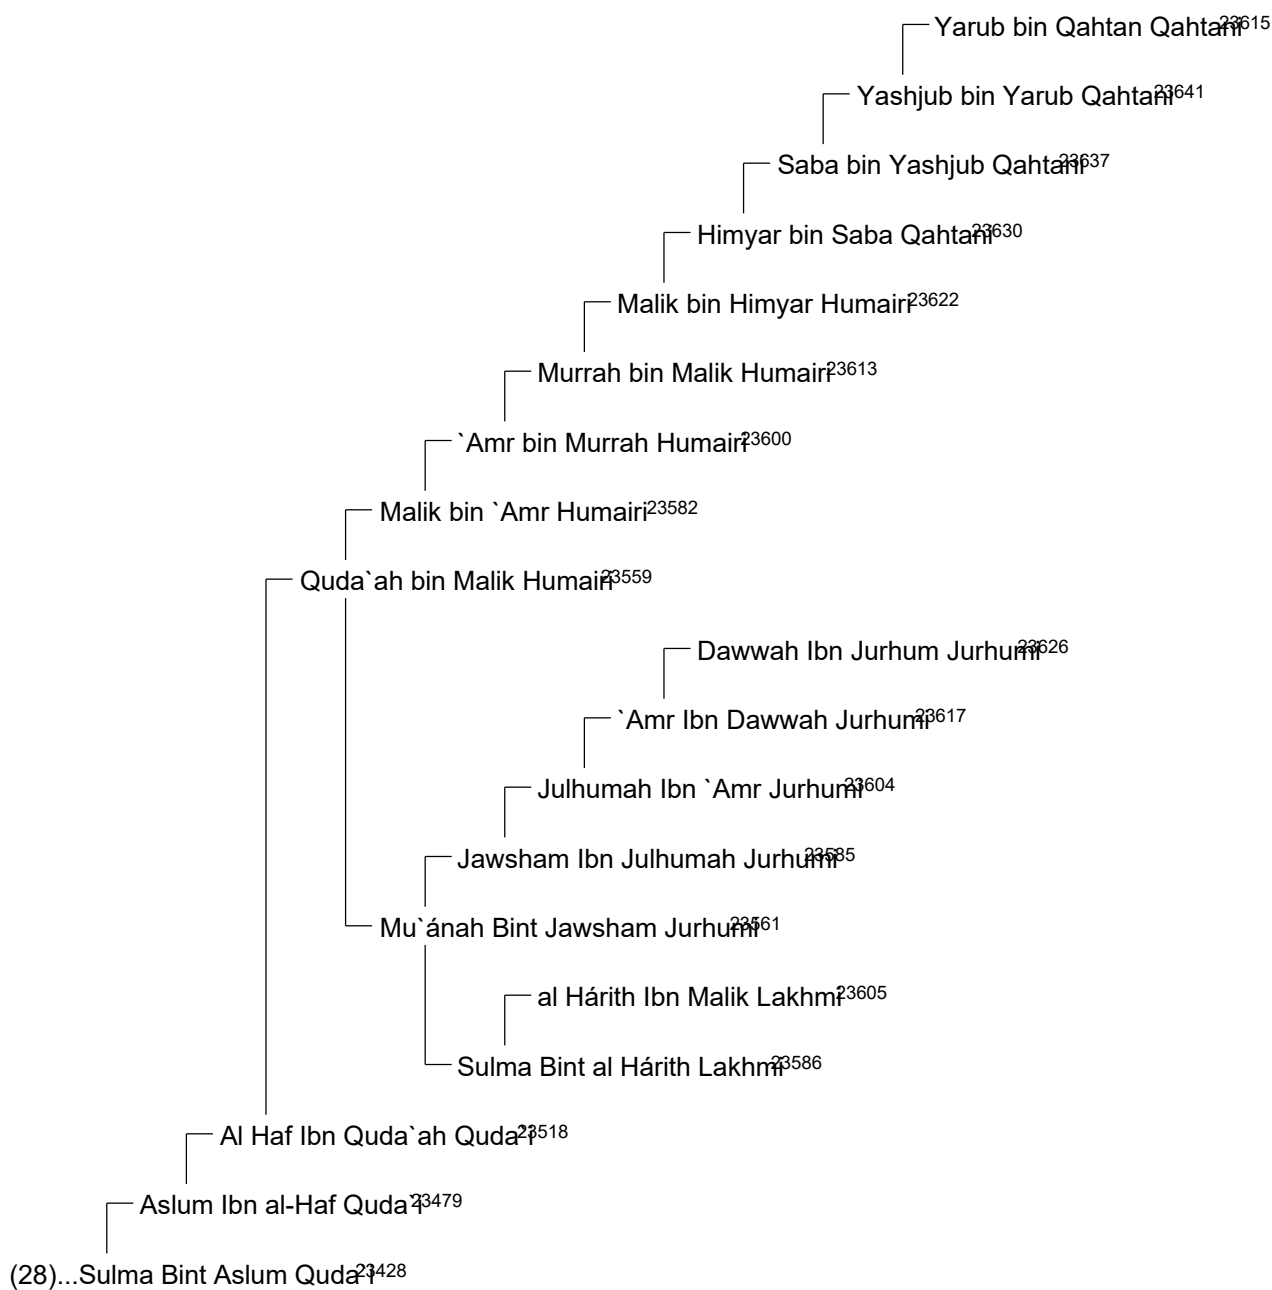 Yarub bin Qahtan Qahtani23615
Yashjub bin Yarub Qahtani23641
Saba bin Yashjub Qahtani23637
Himyar bin Saba Qahtani23630
Malik bin Himyar Humairi23622
Murrah bin Malik Humairi23613
`Amr bin Murrah Humairi23600
Malik bin `Amr Humairi23582
Quda`ah bin Malik Humairi23559
Dawwah Ibn Jurhum Jurhumi23626
`Amr Ibn Dawwah Jurhumi23617
Julhumah Ibn `Amr Jurhumi23604
Jawsham Ibn Julhumah Jurhumi23585
Mu`ánah Bint Jawsham Jurhumi23561
al Hárith Ibn Malik Lakhmi23605
Sulma Bint al Hárith Lakhmi23586
Al Haf Ibn Quda`ah Quda`i23518
Aslum Ibn al-Haf Quda`i23479
(28)...Sulma Bint Aslum Quda`i23428